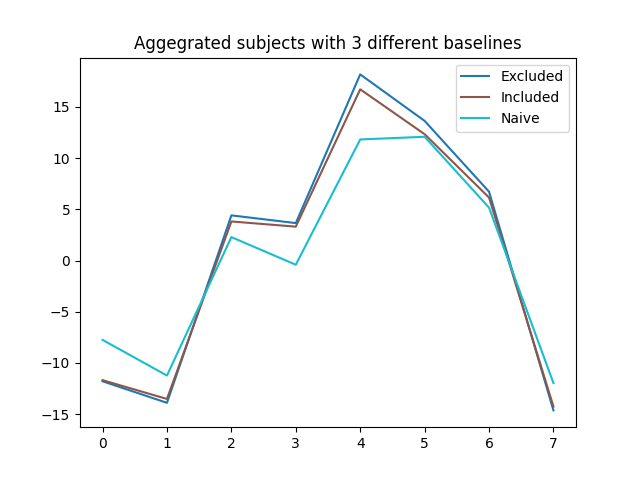 Aggegrated subjects with 3 different baselines
Excluded
Included
Naive
15
10
5
0
−5
−10
−15
0 1 2 3 4 5 6 7